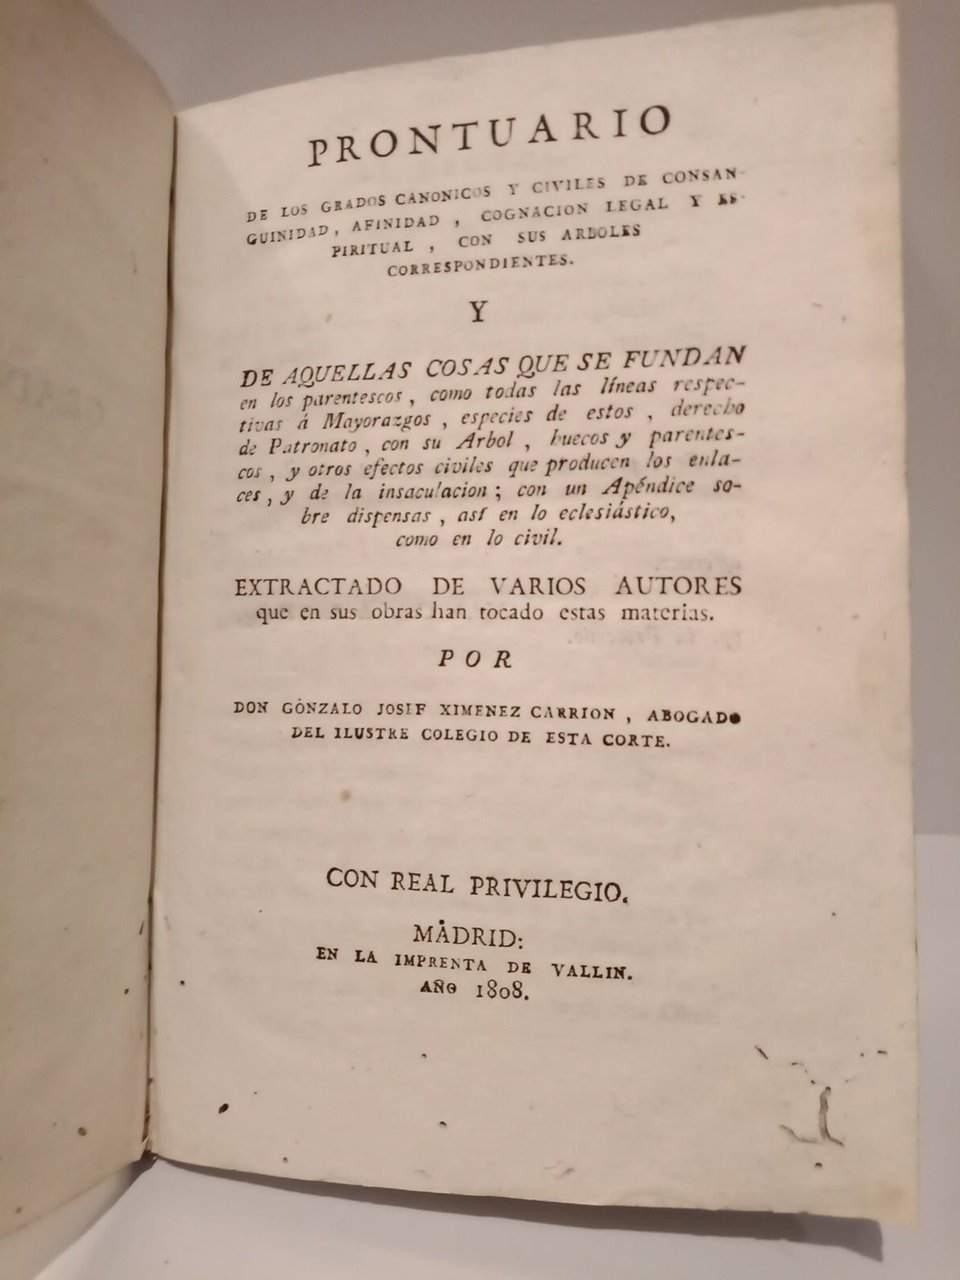 PRONTUARIO
DE LOS GRADOS CANONICOS Y CIVILES DE CONSAN-
GUINIDAD, AFINIDAD, COGNACION LEGAL Y ES-
PIRITUAL, CON SUS ARBOLES
CORRESPONDIENTES.
Y
DE AQUELLAS COSAS QUE SE FUNDAN
en los parentescos, como todas las líneas respec-
tivas á Mayorazgos, especies de estos, derecho
de Patronato, con su Arbol, huecos y parentes-
cos, y otros efectos civiles que producen los enla-
ces, y de la insaculacion; con un Apéndice so-
bre dispensas, así en lo eclesiástico,
como en lo civil.
EXTRACTADO DE VARIOS AUTORES
que en sus obras han tocado estas materias.
POR
DON GONZALO JOSEF XIMENEZ CARRION, ABOGADO
DEL ILUSTRE COLEGIO DE ESTA CORTE.
CON REAL PRIVILEGIO.
MADRID:
EN LA IMPRENTA DE VALLIN.
AÑO 1808.